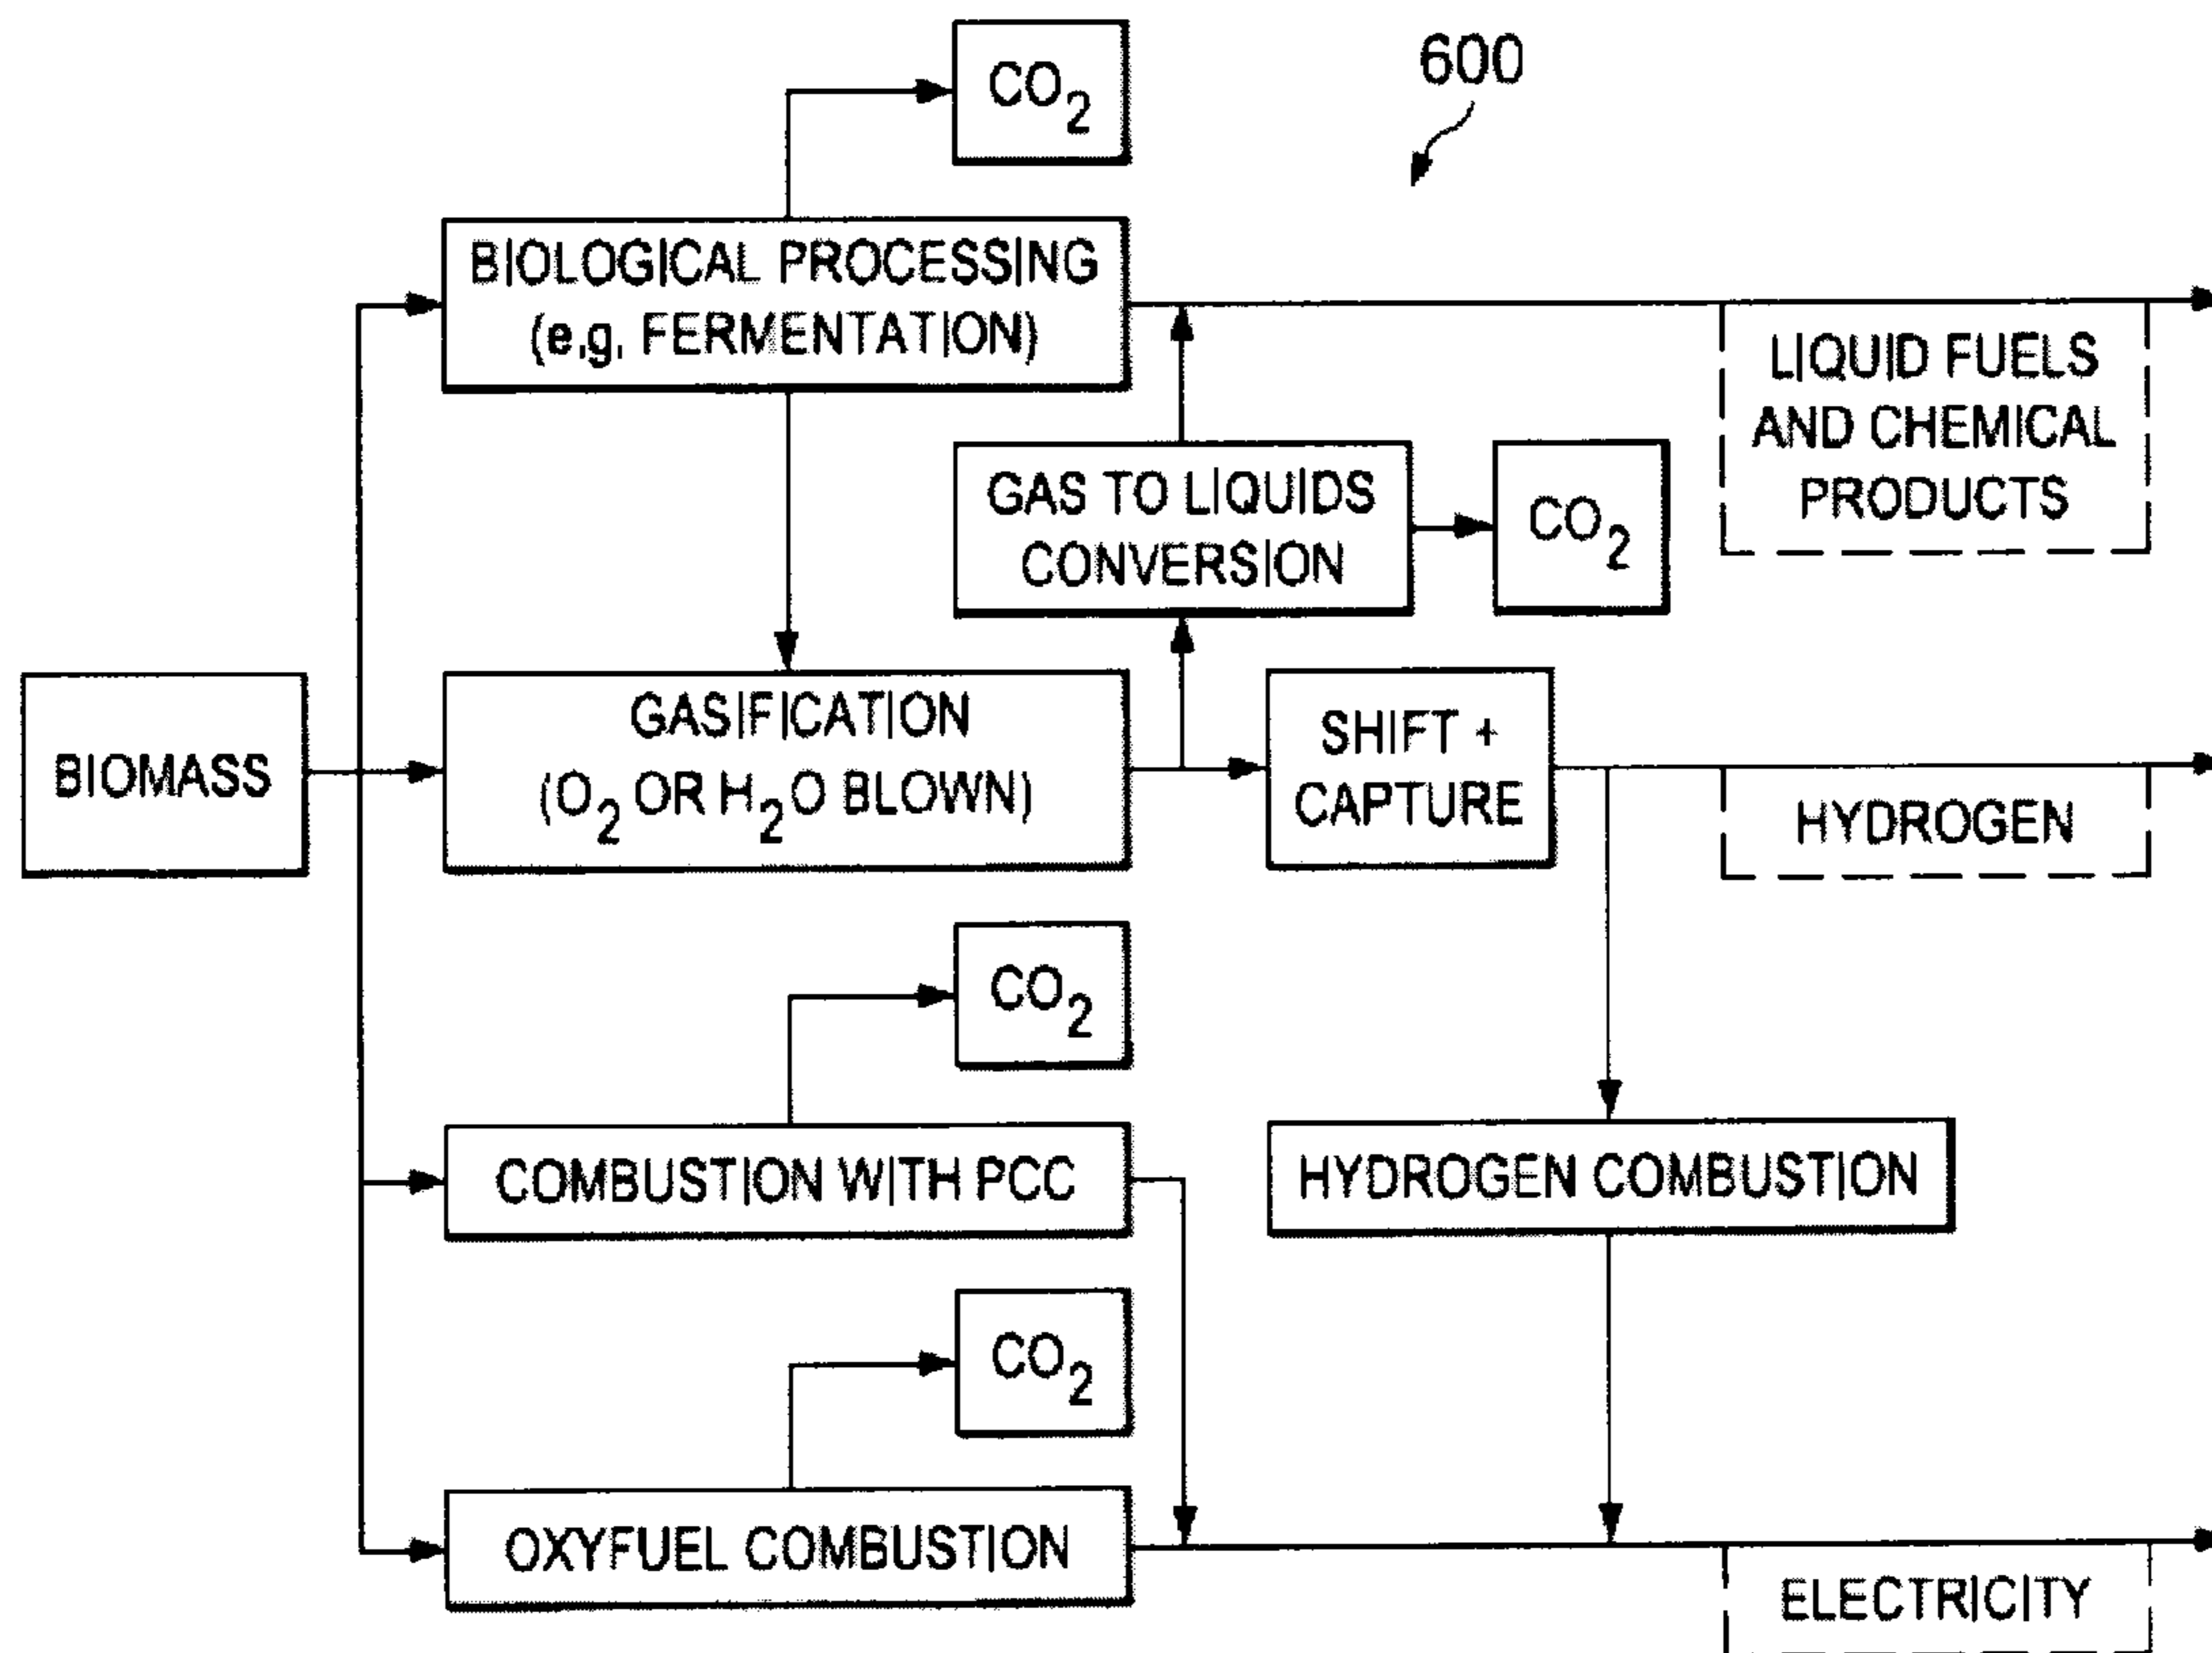 600
CO2
BIOLOGICAL PROCESSING
(e.g. FERMENTATION)
LIQUID FUELS
AND CHEMICAL
PRODUCTS
GAS TO LIQUIDS
CONVERSION
CO2
BIOMASS
GASIFICATION
(O2 OR H2O BLOWN)
SHIFT +
CAPTURE
HYDROGEN
CO2
COMBUSTION WITH PCC
HYDROGEN COMBUSTION
CO2
OXYFUEL COMBUSTION
ELECTRICITY